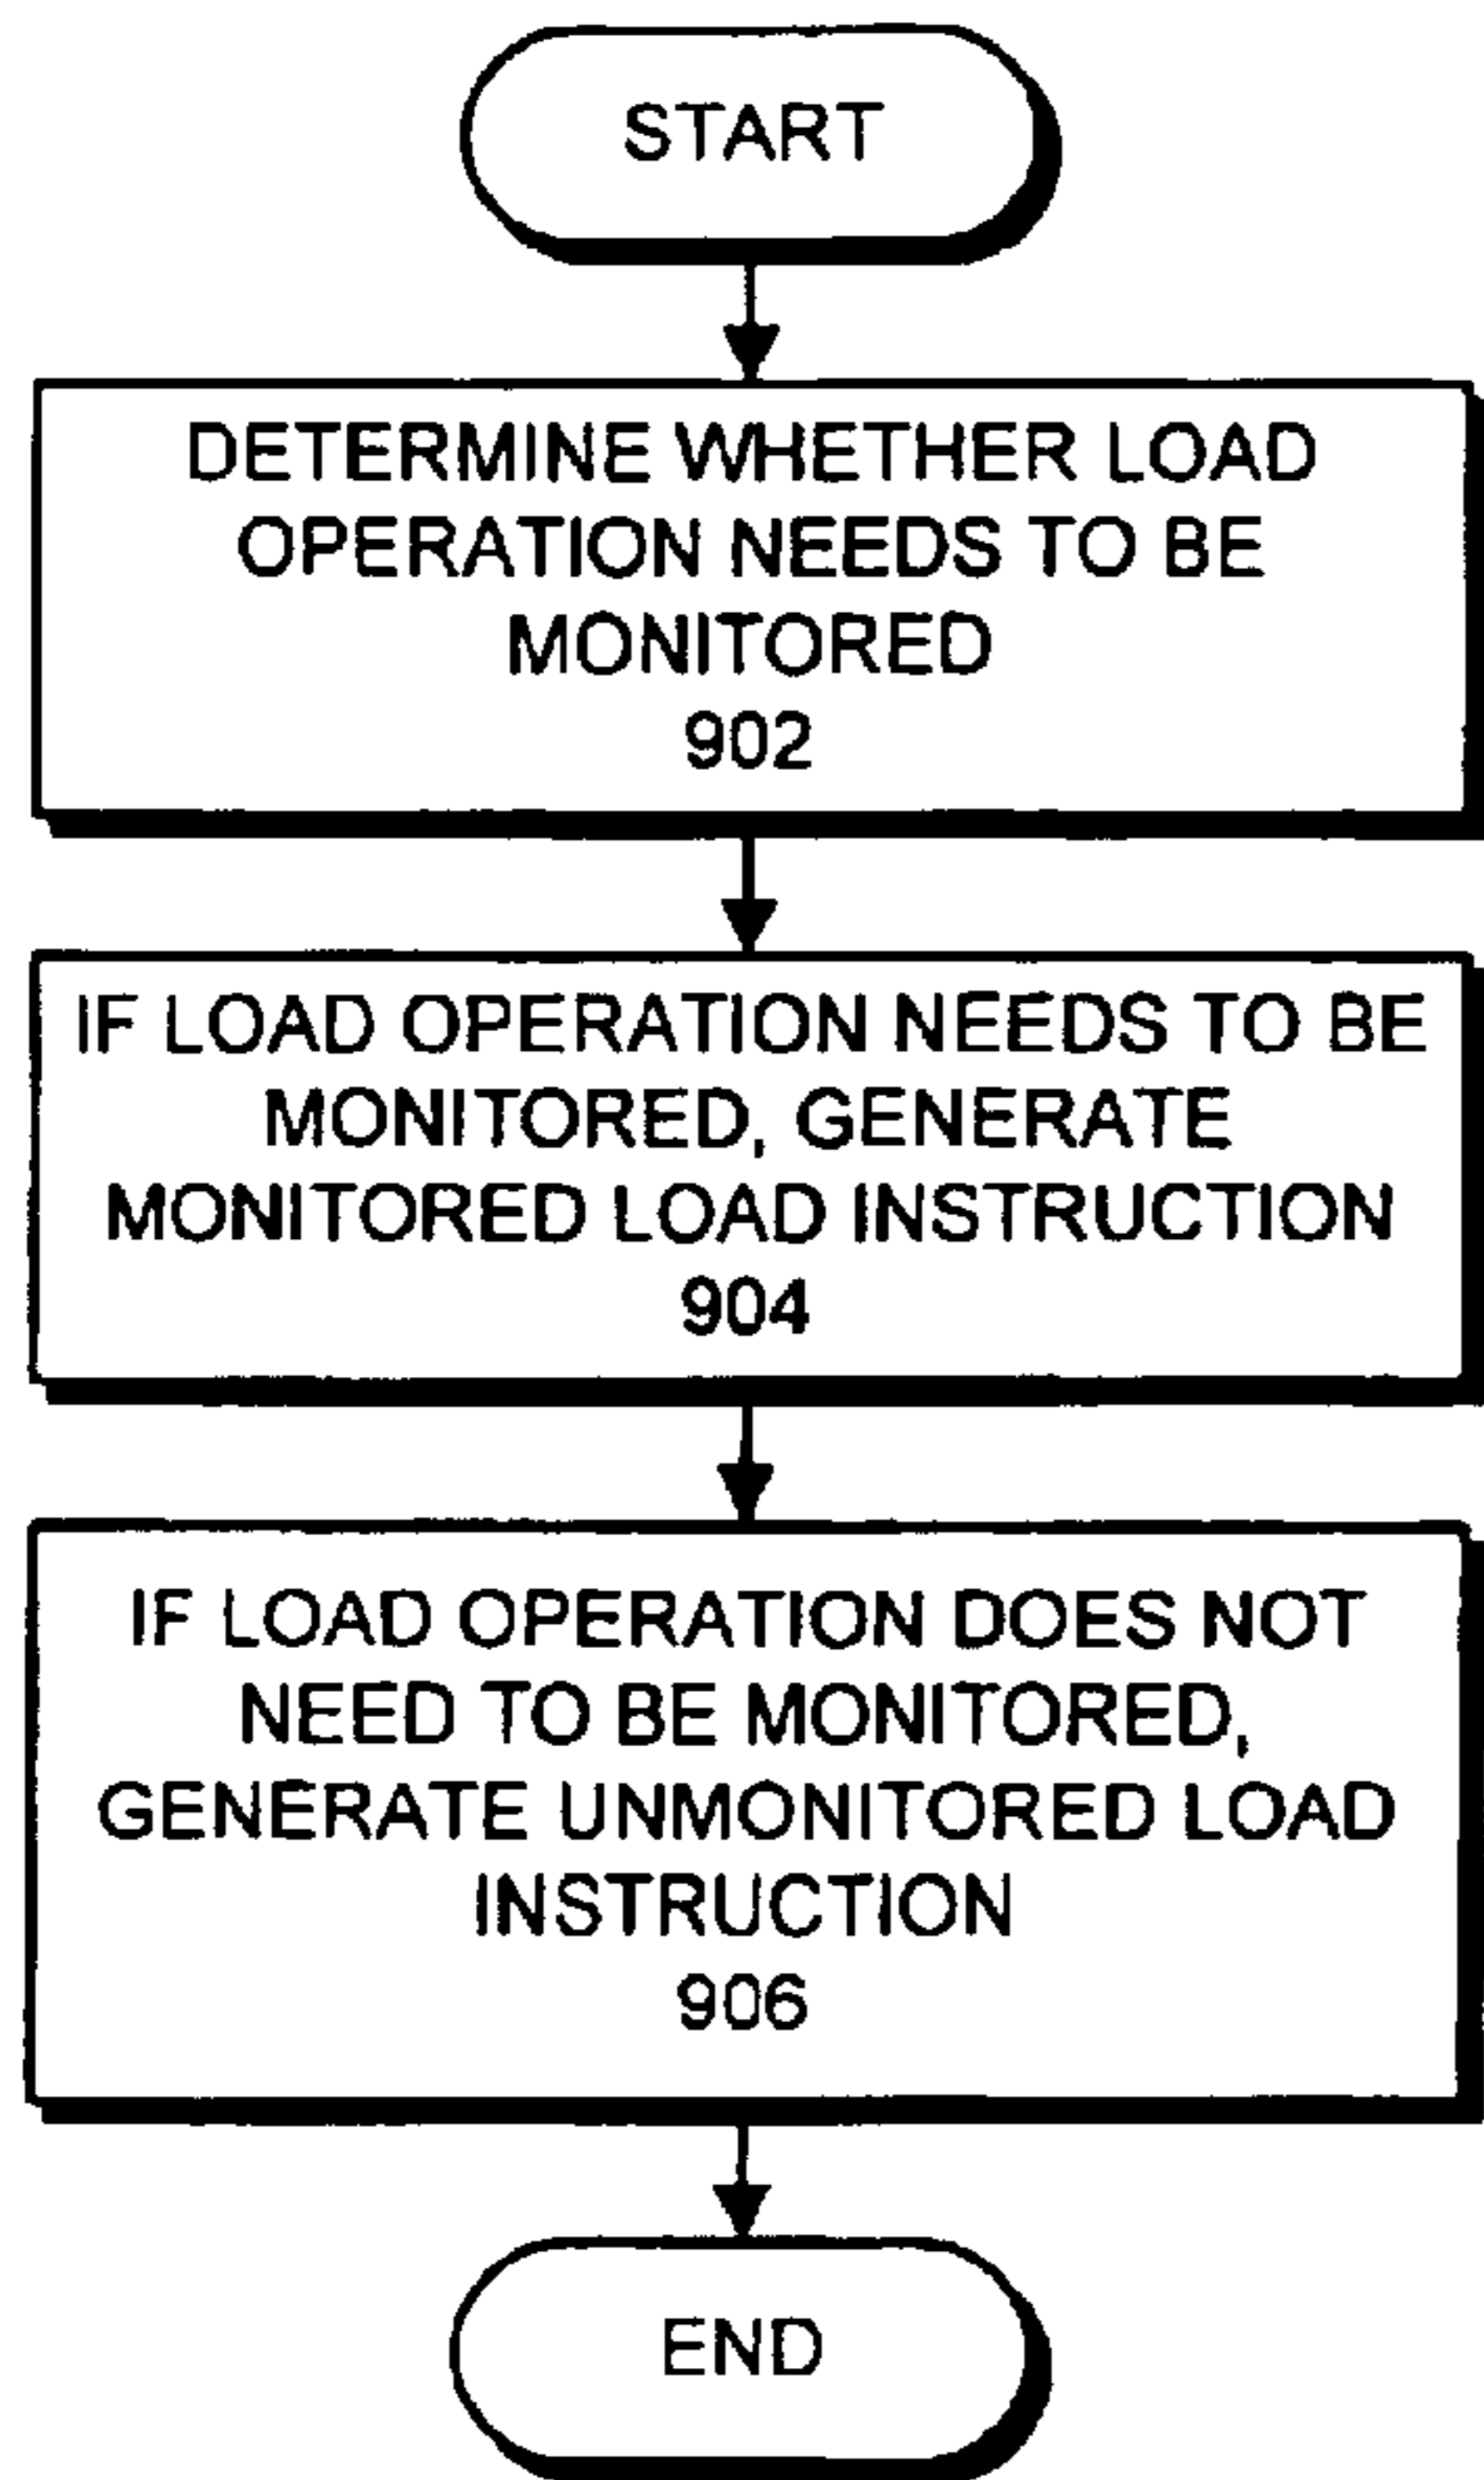 START
DETERMINE WHETHER LOAD
OPERATION NEEDS TO BE
MONITORED
902
IF LOAD OPERATION NEEDS TO BE
MONITORED, GENERATE
MONITORED LOAD INSTRUCTION
904
IF LOAD OPERATION DOES NOT
NEED TO BE MONITORED,
GENERATE UNMONITORED LOAD
INSTRUCTION
906
END